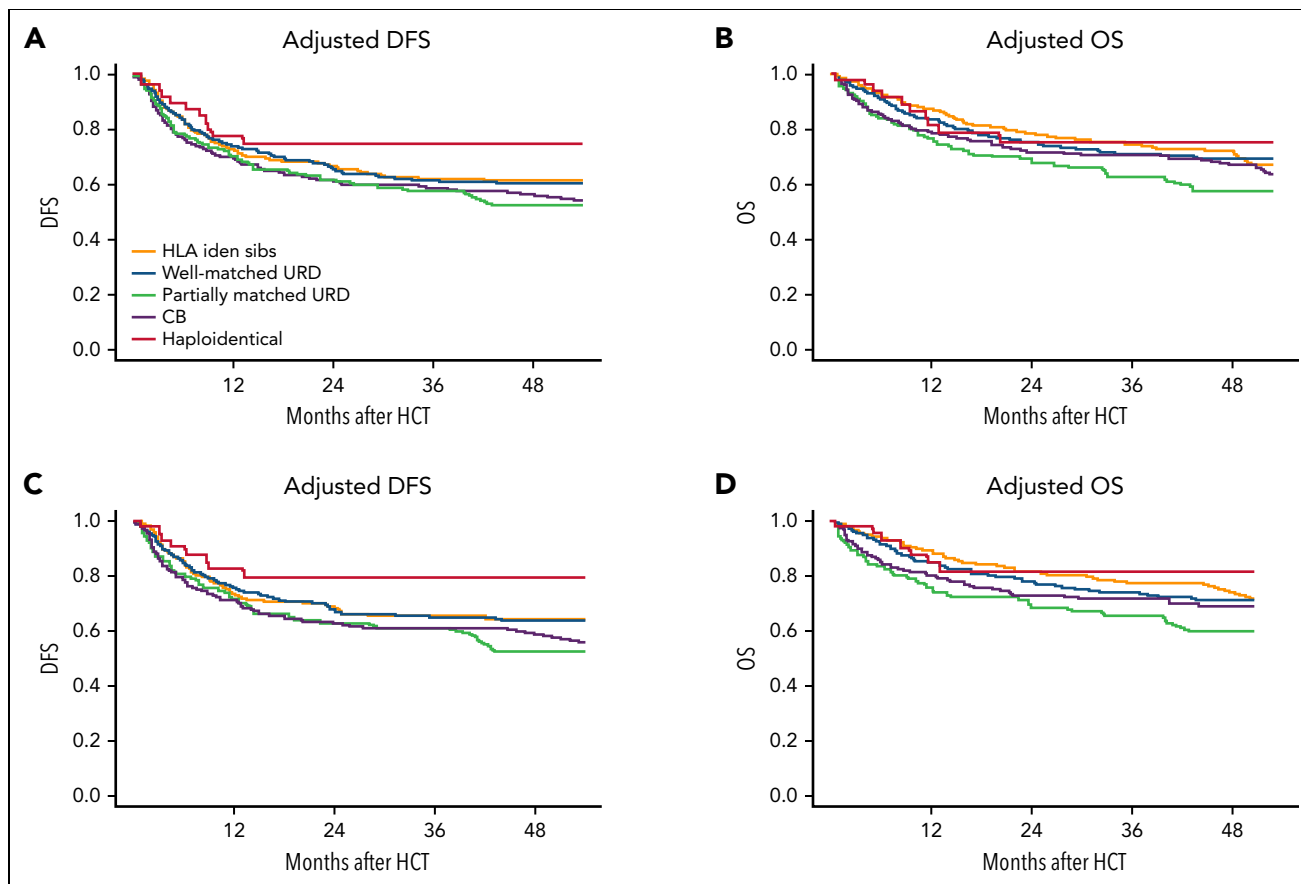 A Adjusted DFS
1.0
0.8
0.6
0.4
0.2
0.0
DFS
HLA iden sibs
Well-matched URD
Partially matched URD
CB
Haploidentical
12 24 36 48
Months after HCT
B Adjusted OS
1.0
0.8
0.6
0.4
0.2
0.0
OS
12 24 36 48
Months after HCT
C Adjusted DFS
1.0
0.8
0.6
0.4
0.2
0.0
DFS
12 24 36 48
Months after HCT
D Adjusted OS
1.0
0.8
0.6
0.4
0.2
0.0
OS
12 24 36 48
Months after HCT